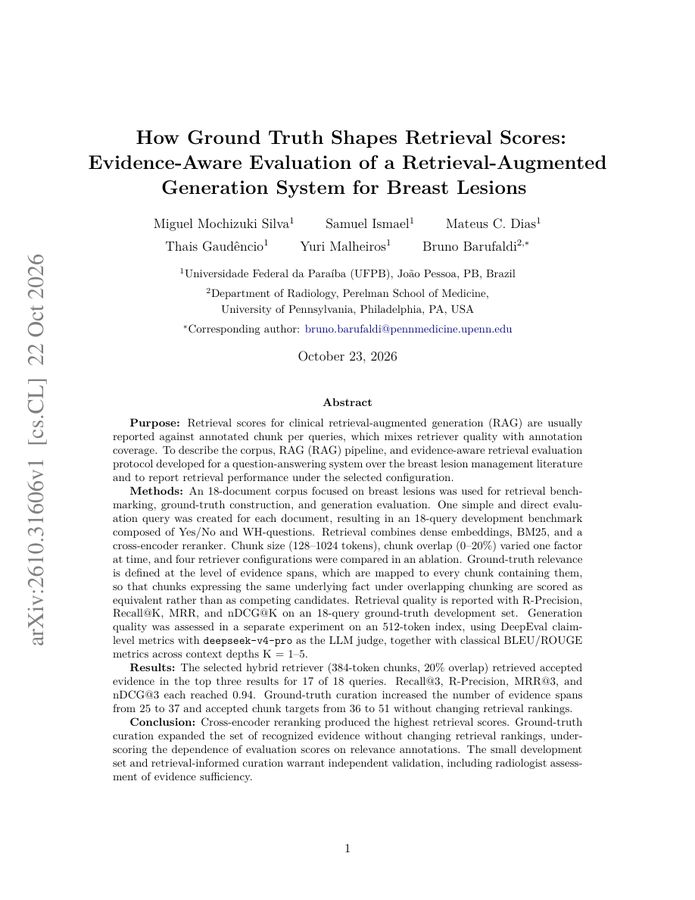 How Ground Truth Shapes Retrieval Scores:
Evidence-Aware Evaluation of a Retrieval-Augmented
Generation System for Breast Lesions
Miguel Mochizuki Silva¹ Samuel Ismael¹ Mateus C. Dias¹
Thais Gaudêncio¹ Yuri Malheiros¹ Bruno Barufaldi²,*
¹Universidade Federal da Paraíba (UFPB), João Pessoa, PB, Brazil
²Department of Radiology, Perelman School of Medicine,
University of Pennsylvania, Philadelphia, PA, USA
*Corresponding author: bruno.barufaldi@pennmedicine.upenn.edu
October 23, 2026
arXiv:2610.31606v1 [cs.CL] 22 Oct 2026
Abstract
Purpose: Retrieval scores for clinical retrieval-augmented generation (RAG) are usually
reported against annotated chunk per queries, which mixes retriever quality with annotation
coverage. To describe the corpus, RAG (RAG) pipeline, and evidence-aware retrieval evaluation
protocol developed for a question-answering system over the breast lesion management literature
and to report retrieval performance under the selected configuration.
Methods: An 18-document corpus focused on breast lesions was used for retrieval bench-
marking, ground-truth construction, and generation evaluation. One simple and direct evalu-
ation query was created for each document, resulting in an 18-query development benchmark
composed of Yes/No and WH-questions. Retrieval combines dense embeddings, BM25, and a
cross-encoder reranker. Chunk size (128–1024 tokens), chunk overlap (0–20%) varied one factor
at time, and four retriever configurations were compared in an ablation. Ground-truth relevance
is defined at the level of evidence spans, which are mapped to every chunk containing them,
so that chunks expressing the same underlying fact under overlapping chunking are scored as
equivalent rather than as competing candidates. Retrieval quality is reported with R-Precision,
Recall@K, MRR, and nDCG@K on an 18-query ground-truth development set. Generation
quality was assessed in a separate experiment on an 512-token index, using DeepEval claim-
level metrics with deepseek-v4-pro as the LLM judge, together with classical BLEU/ROUGE
metrics across context depths K = 1–5.
Results: The selected hybrid retriever (384-token chunks, 20% overlap) retrieved accepted
evidence in the top three results for 17 of 18 queries. Recall@3, R-Precision, MRR@3, and
nDCG@3 each reached 0.94. Ground-truth curation increased the number of evidence spans
from 25 to 37 and accepted chunk targets from 36 to 51 without changing retrieval rankings.
Conclusion: Cross-encoder reranking produced the highest retrieval scores. Ground-truth
curation expanded the set of recognized evidence without changing retrieval rankings, under-
scoring the dependence of evaluation scores on relevance annotations. The small development
set and retrieval-informed curation warrant independent validation, including radiologist assess-
ment of evidence sufficiency.
1